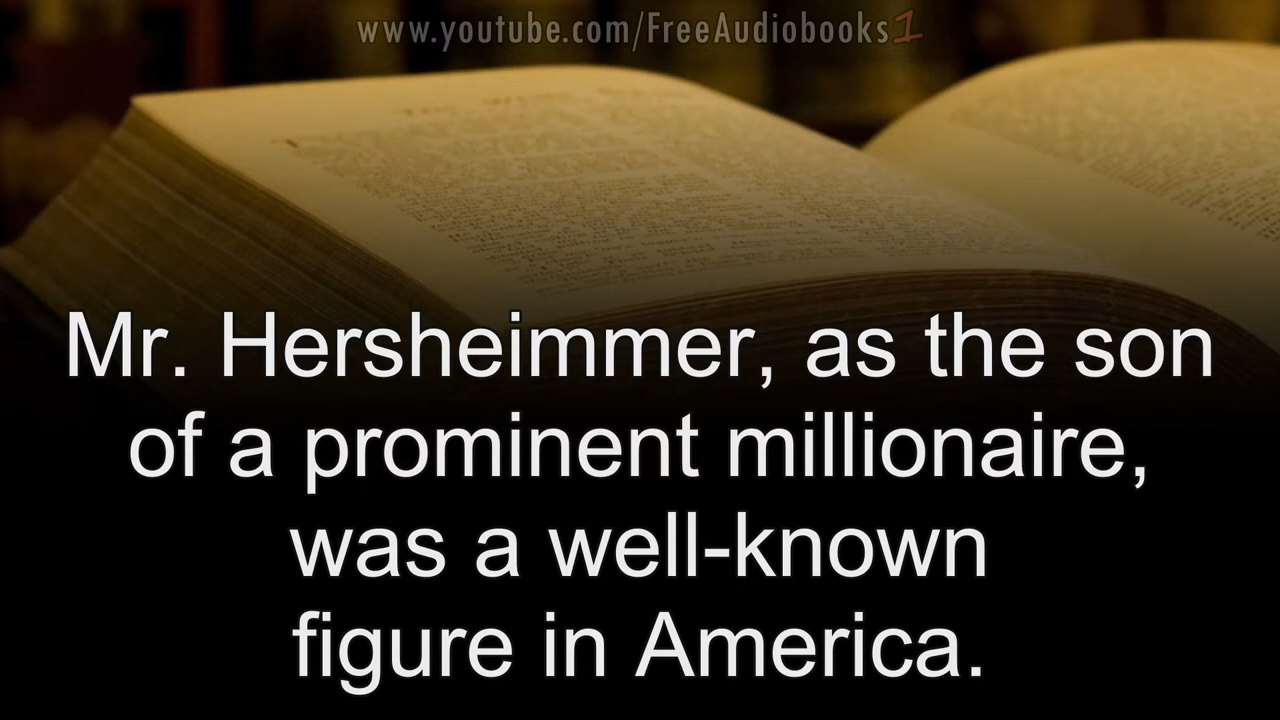 www.youtube.com/FreeAudiobooks1
Mr. Hersheimmer, as the son
of a prominent millionaire,
was a well-known
figure in America.